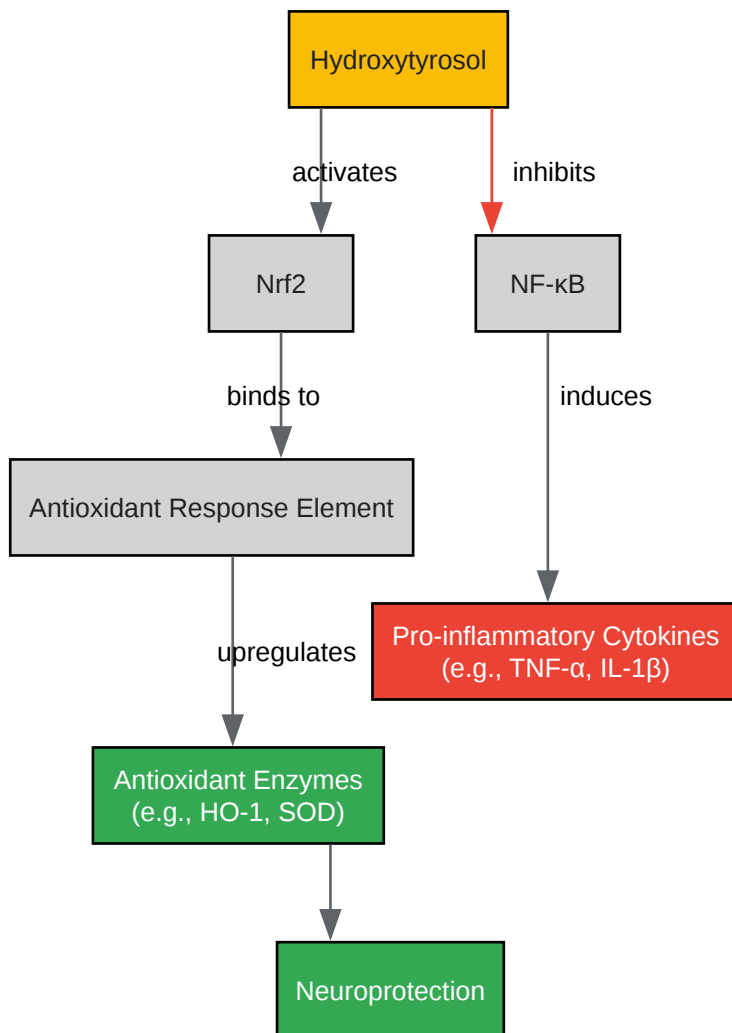 Hydroxytyrosol
activates
inhibits
Nrf2
NF-κB
binds to
induces
Antioxidant Response Element
Pro-inflammatory Cytokines
(e.g., TNF-α, IL-1β)
upregulates
Antioxidant Enzymes
(e.g., HO-1, SOD)
Neuroprotection